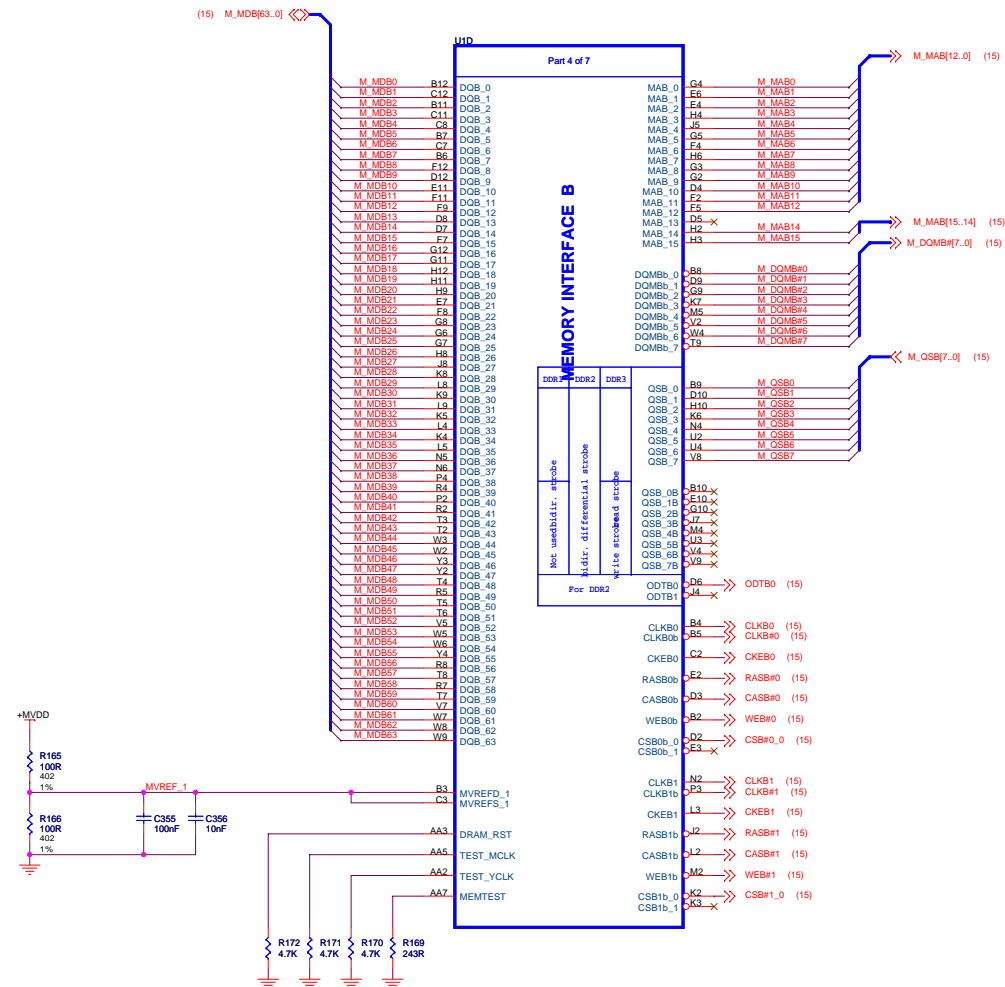 (15) M_MDB[63..0]
U1D
Part 4 of 7
M_MAB[12..0] (15)
M_MDB0 B12 DQB_0 MAB_0 G4 M_MAB0
M_MDB1 C12 DQB_1 MAB_1 E6 M_MAB1
M_MDB2 B11 DQB_2 MAB_2 E4 M_MAB2
M_MDB3 C11 DQB_3 MAB_3 H4 M_MAB3
M_MDB4 C8 DQB_4 MAB_4 J5 M_MAB4
M_MDB5 B7 DQB_5 MAB_5 G5 M_MAB5
M_MDB6 C7 DQB_6 MAB_6 F4 M_MAB6
M_MDB7 B6 DQB_7 MAB_7 H6 M_MAB7
M_MDB8 F12 DQB_8 MAB_8 G3 M_MAB8
M_MDB9 D12 DQB_9 MAB_9 G2 M_MAB9
M_MDB10 E11 DQB_10 MAB_10 D4 M_MAB10
M_MDB11 F11 DQB_11 MAB_11 F2 M_MAB11
M_MDB12 F9 DQB_12 MAB_12 F5 M_MAB12
M_MDB13 D8 DQB_13 MAB_13 D5
M_MDB14 D7 DQB_14 MAB_14 H2 M_MAB14 M_MAB[15..14] (15)
M_MDB15 F7 DQB_15 MAB_15 H3 M_MAB15
M_DQMB#[7..0] (15)
M_MDB16 G12 DQB_16
M_MDB17 G11 DQB_17
M_MDB18 H12 DQB_18 DQMBb_0 B8 M_DQMB#0
M_MDB19 H11 DQB_19 DQMBb_1 D9 M_DQMB#1
M_MDB20 H9 DQB_20 DQMBb_2 G9 M_DQMB#2
M_MDB21 E7 DQB_21 DQMBb_3 K7 M_DQMB#3
M_MDB22 F8 DQB_22 DQMBb_4 M5 M_DQMB#4
M_MDB23 G8 DQB_23 DQMBb_5 V2 M_DQMB#5
M_MDB24 G6 DQB_24 DQMBb_6 W4 M_DQMB#6
M_MDB25 G7 DQB_25 DQMBb_7 T9 M_DQMB#7
MEMORY INTERFACE B
M_MDB26 H8 DQB_26
M_QSB[7..0] (15)
M_MDB27 J8 DQB_27
DDR1 DDR2 DDR3
M_MDB28 K8 DQB_28
M_MDB29 L8 DQB_29 QSB_0 B9 M_QSB0
M_MDB30 K9 DQB_30 QSB_1 D10 M_QSB1
M_MDB31 L9 DQB_31 QSB_2 H10 M_QSB2
M_MDB32 K5 DQB_32 QSB_3 K6 M_QSB3
M_MDB33 L4 DQB_33 QSB_4 N4 M_QSB4
M_MDB34 K4 DQB_34 QSB_5 U2 M_QSB5
M_MDB35 L5 DQB_35 QSB_6 U4 M_QSB6
M_MDB36 N5 DQB_36 QSB_7 V8 M_QSB7
M_MDB37 N6 DQB_37
M_MDB38 P4 DQB_38
M_MDB39 R4 DQB_39 QSB_0B B10
M_MDB40 P2 DQB_40 QSB_1B E10
M_MDB41 R2 DQB_41 QSB_2B G10
M_MDB42 T3 DQB_42 QSB_3B J7
M_MDB43 T2 DQB_43 QSB_4B M4
M_MDB44 W3 DQB_44 QSB_5B U3
M_MDB45 W2 DQB_45 QSB_6B V4
M_MDB46 Y3 DQB_46 QSB_7B V9
Not used
bidir. strobe
bidir. differential strobe
write strobe
read strobe
For DDR2
M_MDB47 Y2 DQB_47
M_MDB48 T4 DQB_48 ODTB0 D6 ODTB0 (15)
M_MDB49 R5 DQB_49 ODTB1 J4
M_MDB50 T5 DQB_50
M_MDB51 T6 DQB_51
M_MDB52 V5 DQB_52 CLKB0 B4 CLKB0 (15)
M_MDB53 W5 DQB_53 CLKB0b B5 CLKB#0 (15)
M_MDB54 W6 DQB_54
M_MDB55 Y4 DQB_55 CKEB0 C2 CKEB0 (15)
M_MDB56 R8 DQB_56
M_MDB57 T8 DQB_57 RASB0b E2 RASB#0 (15)
M_MDB58 R7 DQB_58
M_MDB59 T7 DQB_59 CASB0b D3 CASB#0 (15)
M_MDB60 V7 DQB_60
M_MDB61 W7 DQB_61 WEB0b B2 WEB#0 (15)
M_MDB62 W8 DQB_62
M_MDB63 W9 DQB_63 CSB0b_0 D2 CSB#0_0 (15)
CSB0b_1 E3
+MVDD
R165
100R
402
1%
MVREF_1
CLKB1 N2 CLKB1 (15)
B3 MVREFD_1 CLKB1b P3 CLKB#1 (15)
C3 MVREFS_1
CKEB1 L3 CKEB1 (15)
R166
100R
402
1%
C355
100nF
C356
10nF
AA3 DRAM_RST RASB1b J2 RASB#1 (15)
AA5 TEST_MCLK CASB1b L2 CASB#1 (15)
AA2 TEST_YCLK WEB1b M2 WEB#1 (15)
AA7 MEMTEST CSB1b_0 K2 CSB#1_0 (15)
CSB1b_1 K3
R172
4.7K
R171
4.7K
R170
4.7K
R169
243R